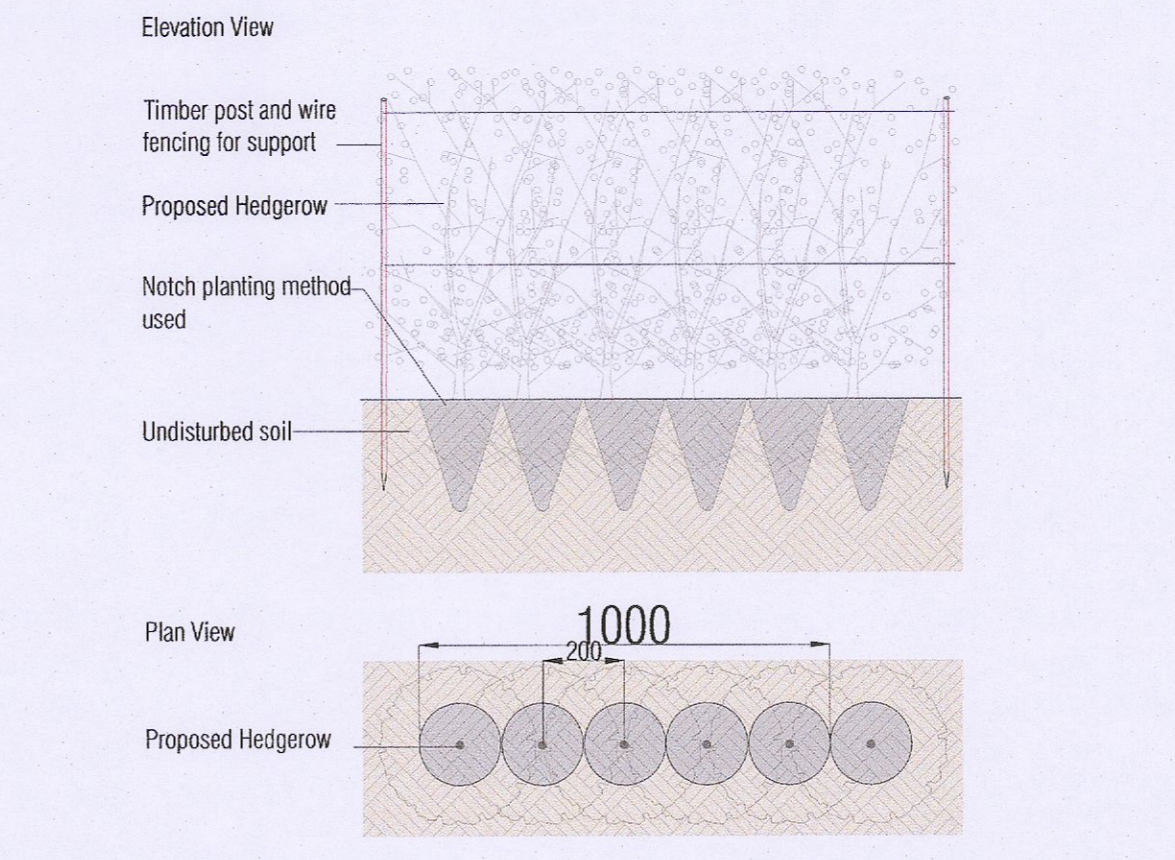 Elevation View
Timber post and wire
fencing for support
Proposed Hedgerow
Notch planting method
used
Undisturbed soil
Plan View
1000
200
Proposed Hedgerow